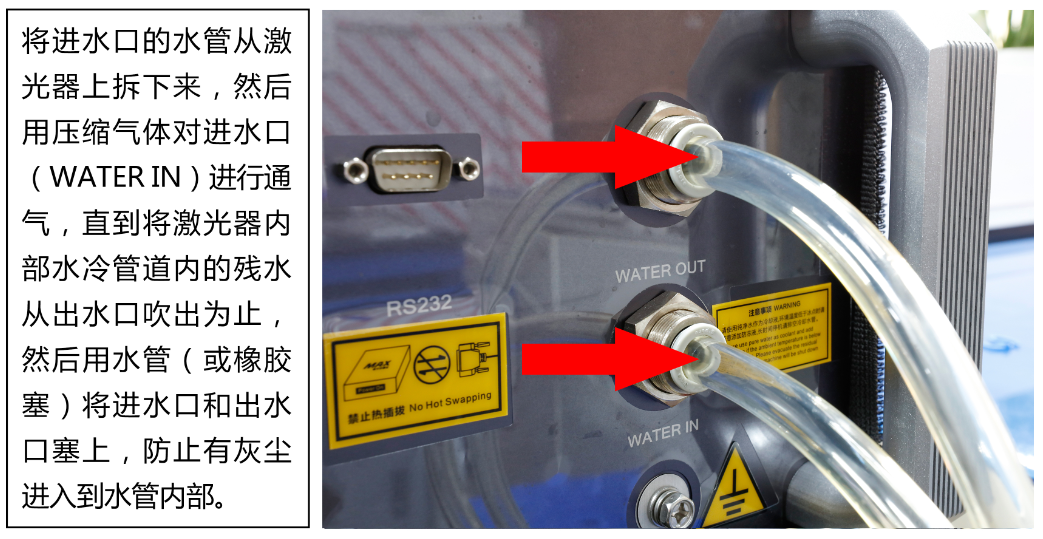 将进水口的水管从激
光器上拆下来，然后
用压缩气体对进水口
（WATER IN）进行通
气，直到将激光器内
部水冷管道内的残水
从出水口吹出为止，
然后用水管（或橡胶
塞）将进水口和出水
口塞上，防止有灰尘
进入到水管内部。
WATER OUT
RS232
MAX
禁止热插拔 No Hot Swapping
注意事项 WARNING
WATER IN